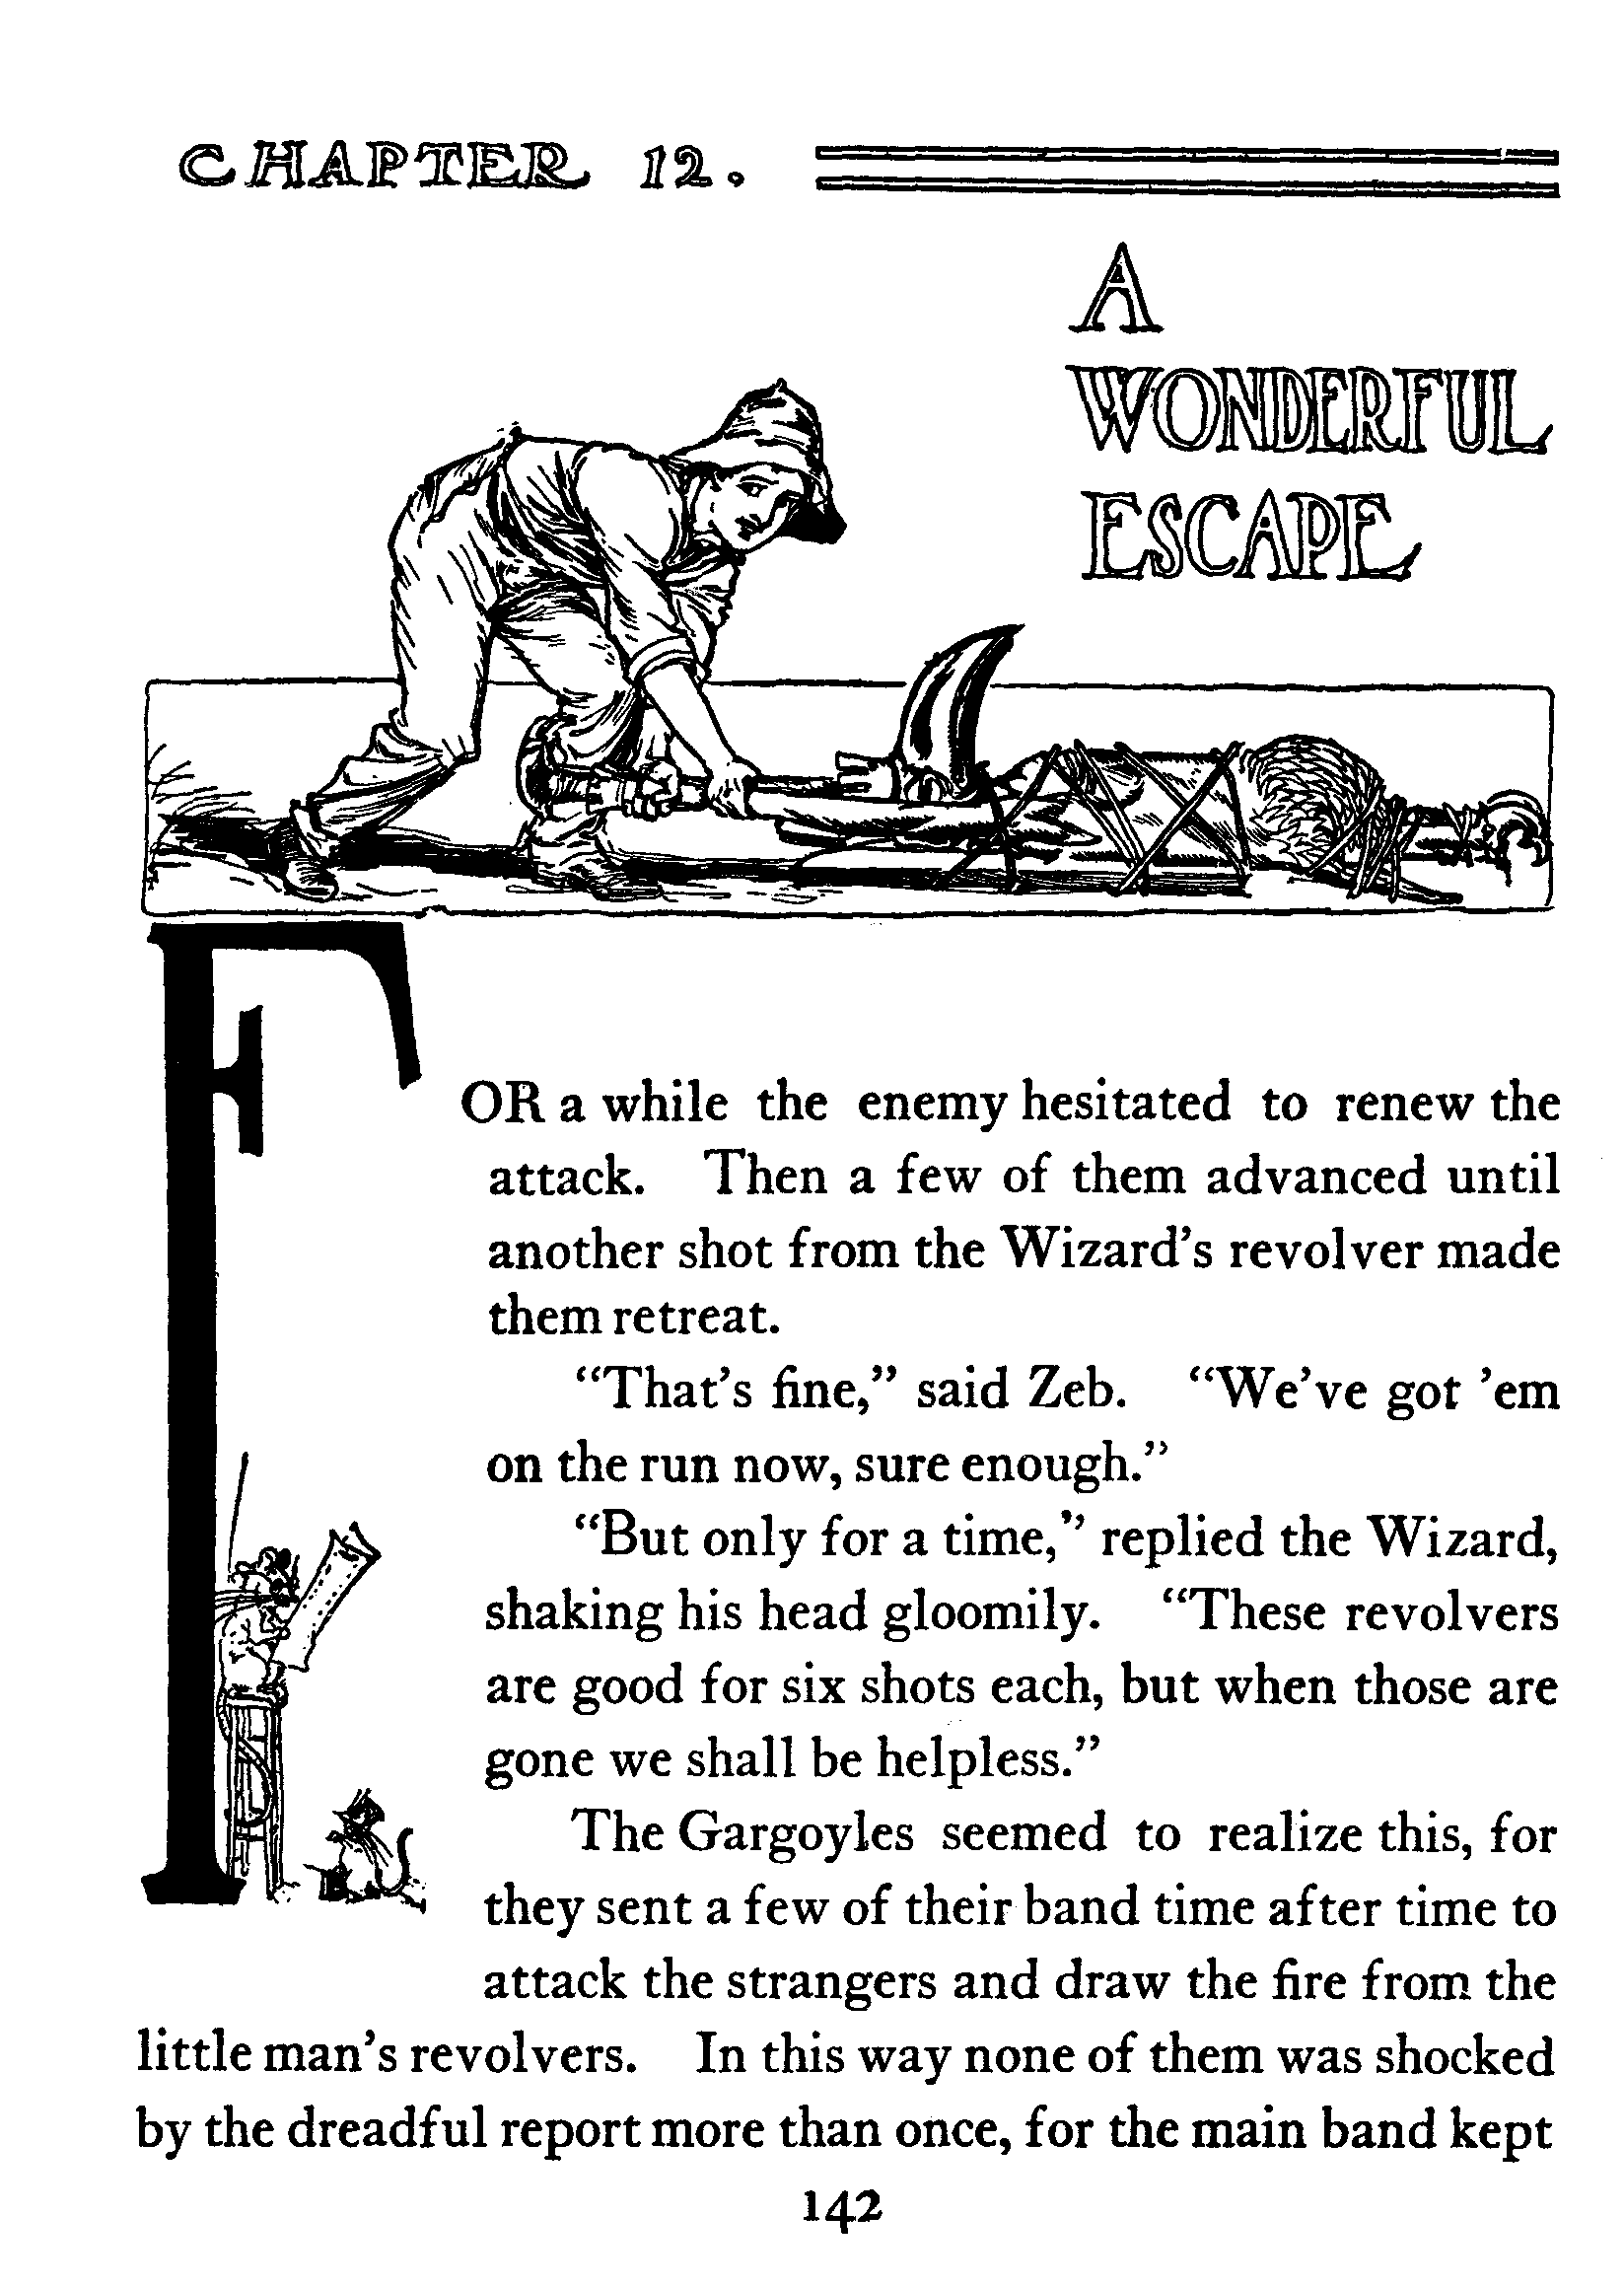 CHAPTER 12.
A
WONDERFUL
ESCAPE
FOR a while the enemy hesitated to renew the
attack. Then a few of them advanced until
another shot from the Wizard's revolver made
them retreat.
"That's fine," said Zeb. "We've got 'em
on the run now, sure enough."
"But only for a time," replied the Wizard,
shaking his head gloomily. "These revolvers
are good for six shots each, but when those are
gone we shall be helpless."
The Gargoyles seemed to realize this, for
they sent a few of their band time after time to
attack the strangers and draw the fire from the
little man's revolvers. In this way none of them was shocked
by the dreadful report more than once, for the main band kept
142